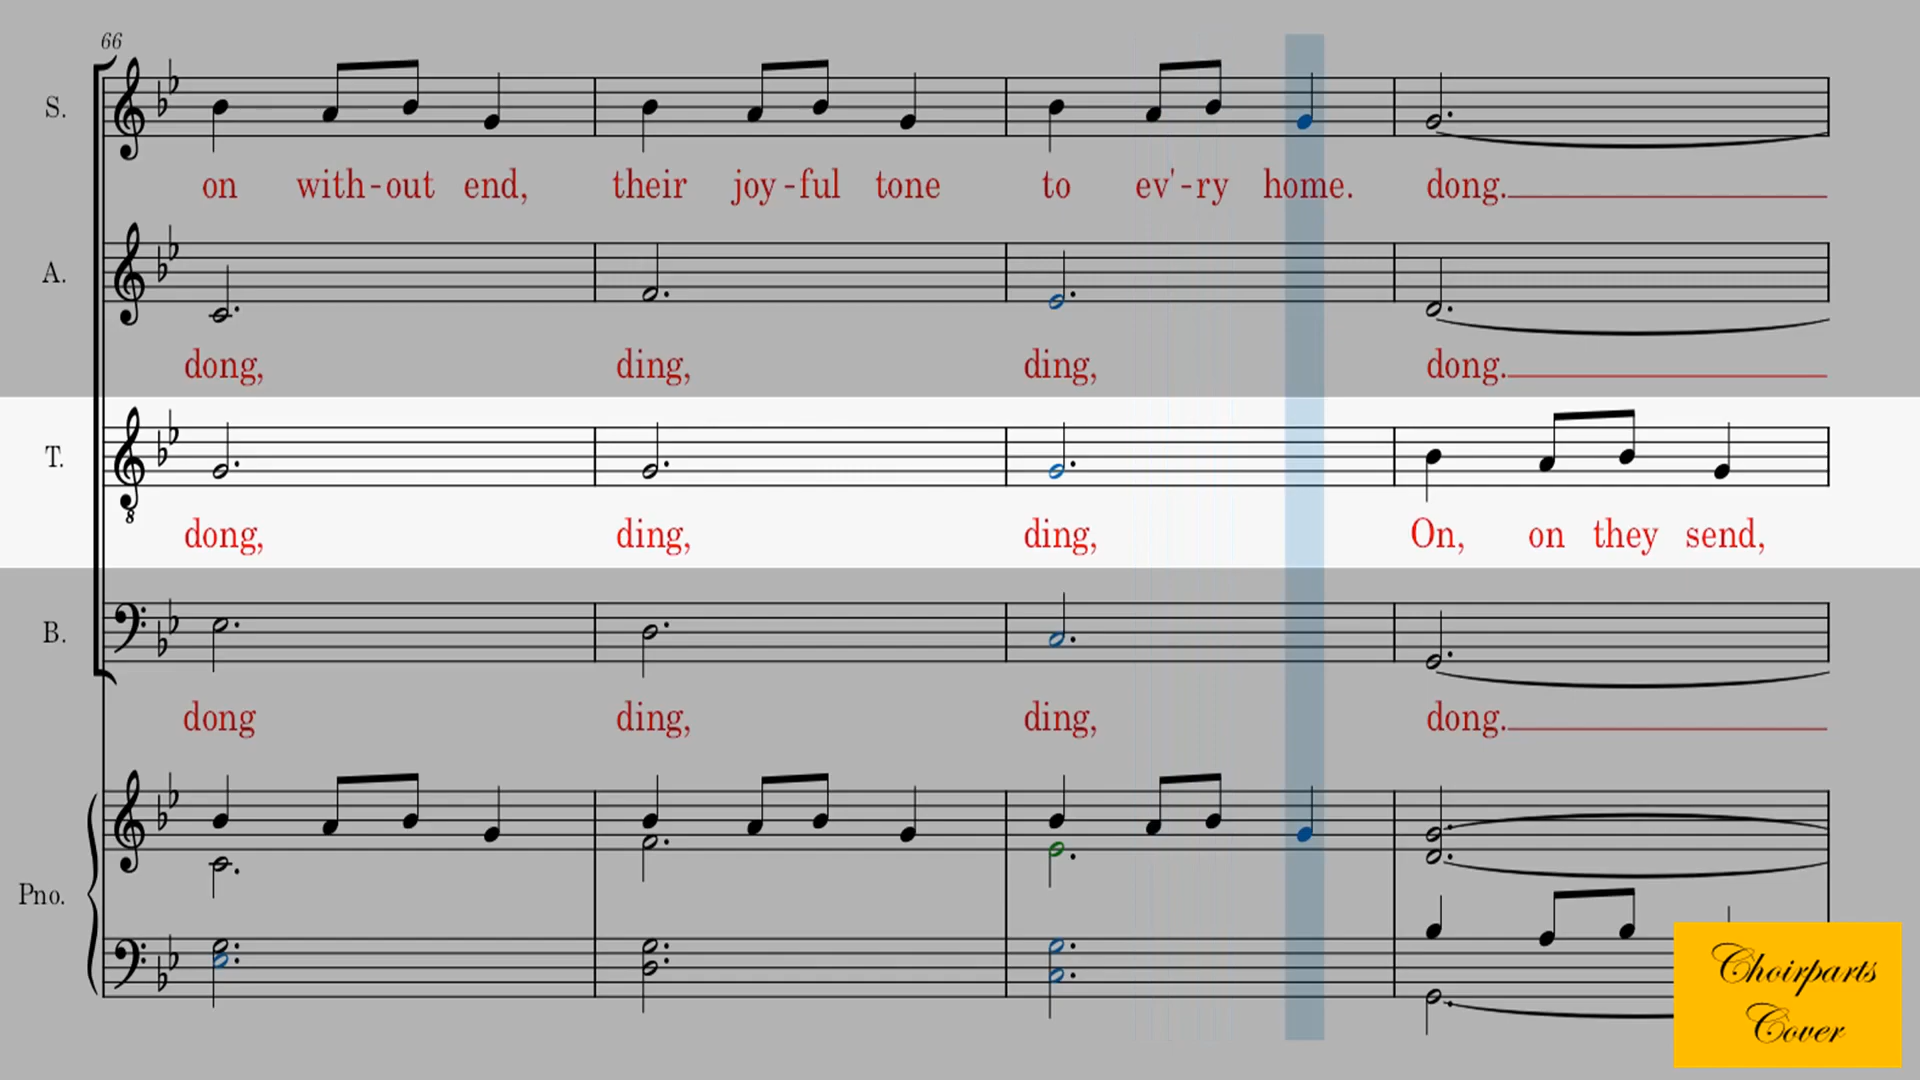 66
S.
on with-out end, their joy-ful tone to ev'-ry home. dong.
A.
dong, ding, ding, dong.
T.
8
dong, ding, ding, On, on they send,
B.
dong ding, ding, dong.
Pno.
Choirparts
Cover